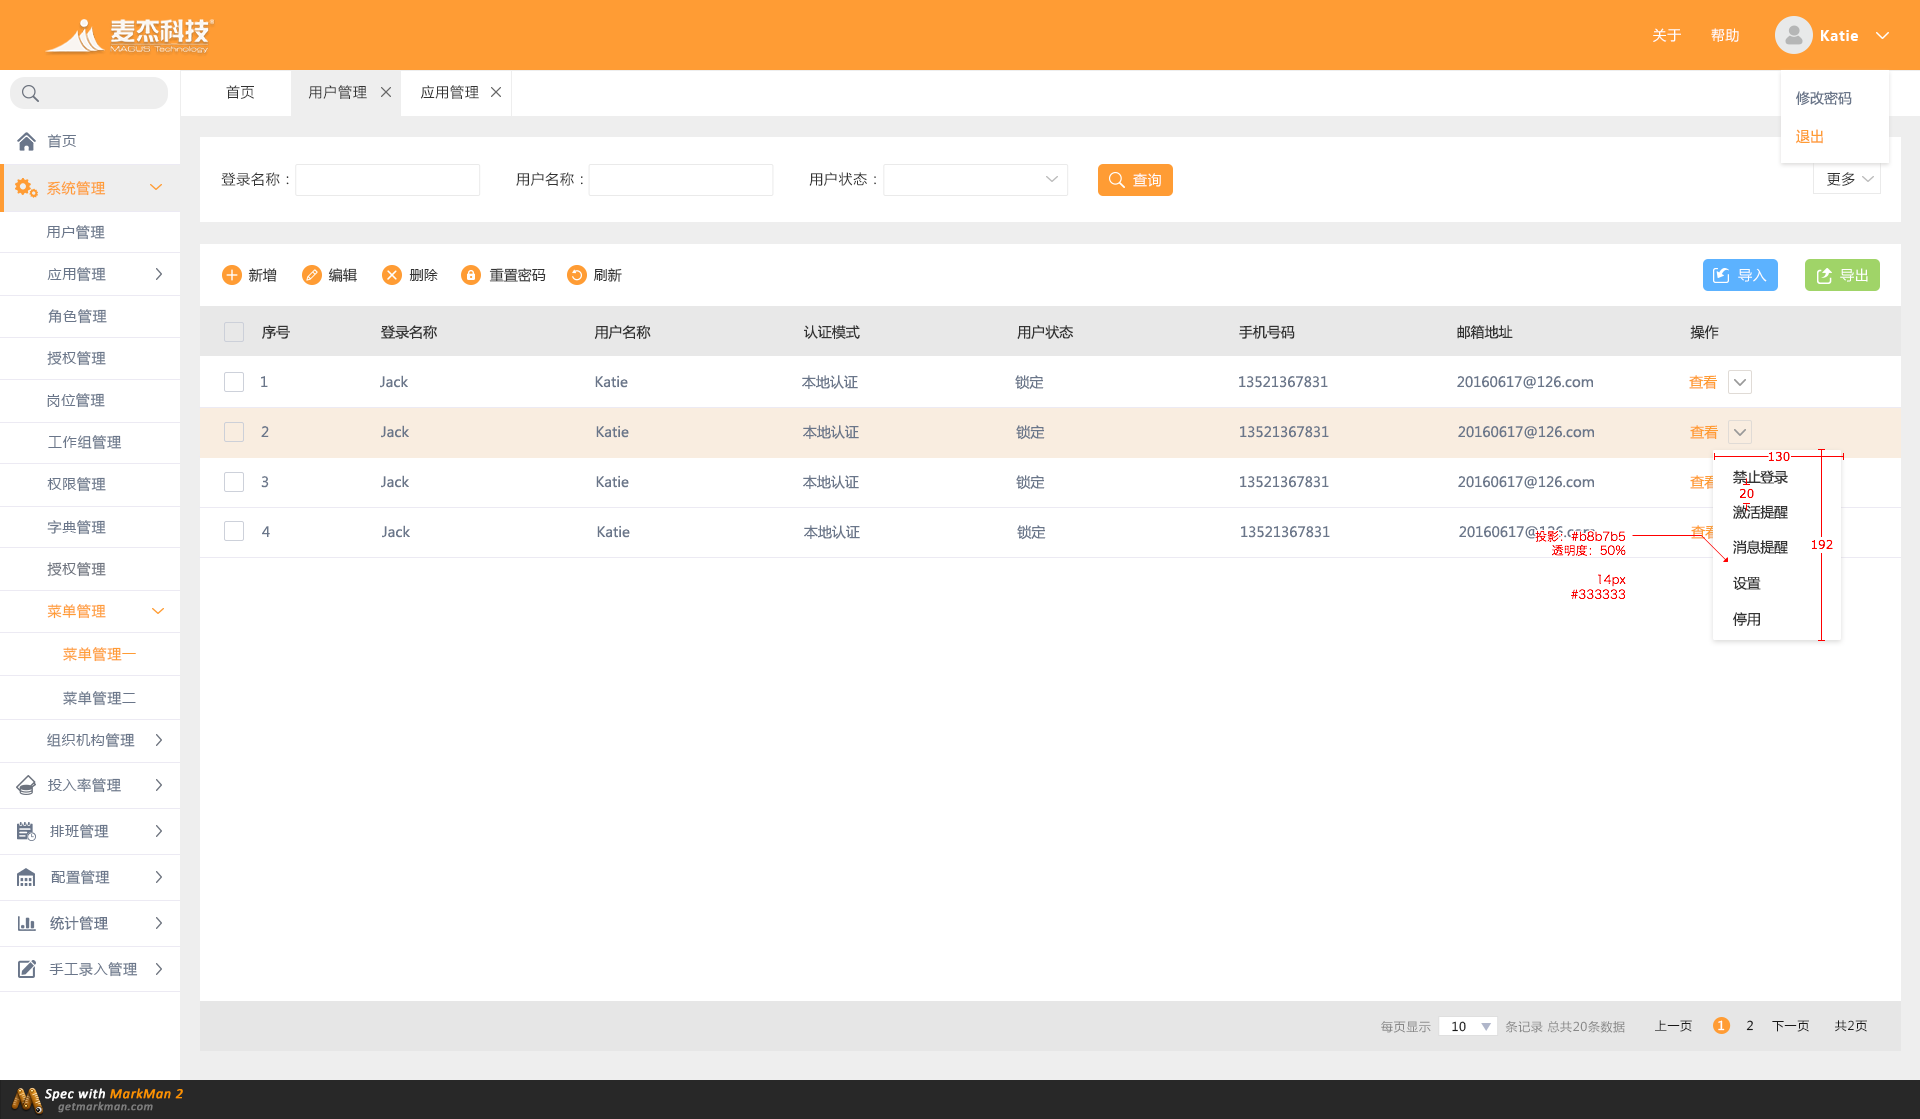 麦杰科技®
MAGUS Technology
关于 帮助 Katie
修改密码
退出
首页 用户管理 应用管理
首页
系统管理
用户管理
应用管理
角色管理
授权管理
岗位管理
工作组管理
权限管理
字典管理
授权管理
菜单管理
菜单管理一
菜单管理二
组织机构管理
投入率管理
排班管理
配置管理
统计管理
手工录入管理
登录名称 : 用户名称 : 用户状态 : 查询 更多
新增 编辑 删除 重置密码 刷新 导入 导出
序号 登录名称 用户名称 认证模式 用户状态 手机号码 邮箱地址 操作
1 Jack Katie 本地认证 锁定 13521367831 20160617@126.com 查看
2 Jack Katie 本地认证 锁定 13521367831 20160617@126.com 查看
3 Jack Katie 本地认证 锁定 13521367831 20160617@126.com 查看
4 Jack Katie 本地认证 锁定 13521367831 20160617@126.com 查看
130
禁止登录
20
激活提醒
消息提醒
设置
停用
192
投影: #b8b7b5
透明度: 50%
14px
#333333
每页显示 10 条记录 总共20条数据 上一页 1 2 下一页 共2页
Spec with MarkMan 2
getmarkman.com